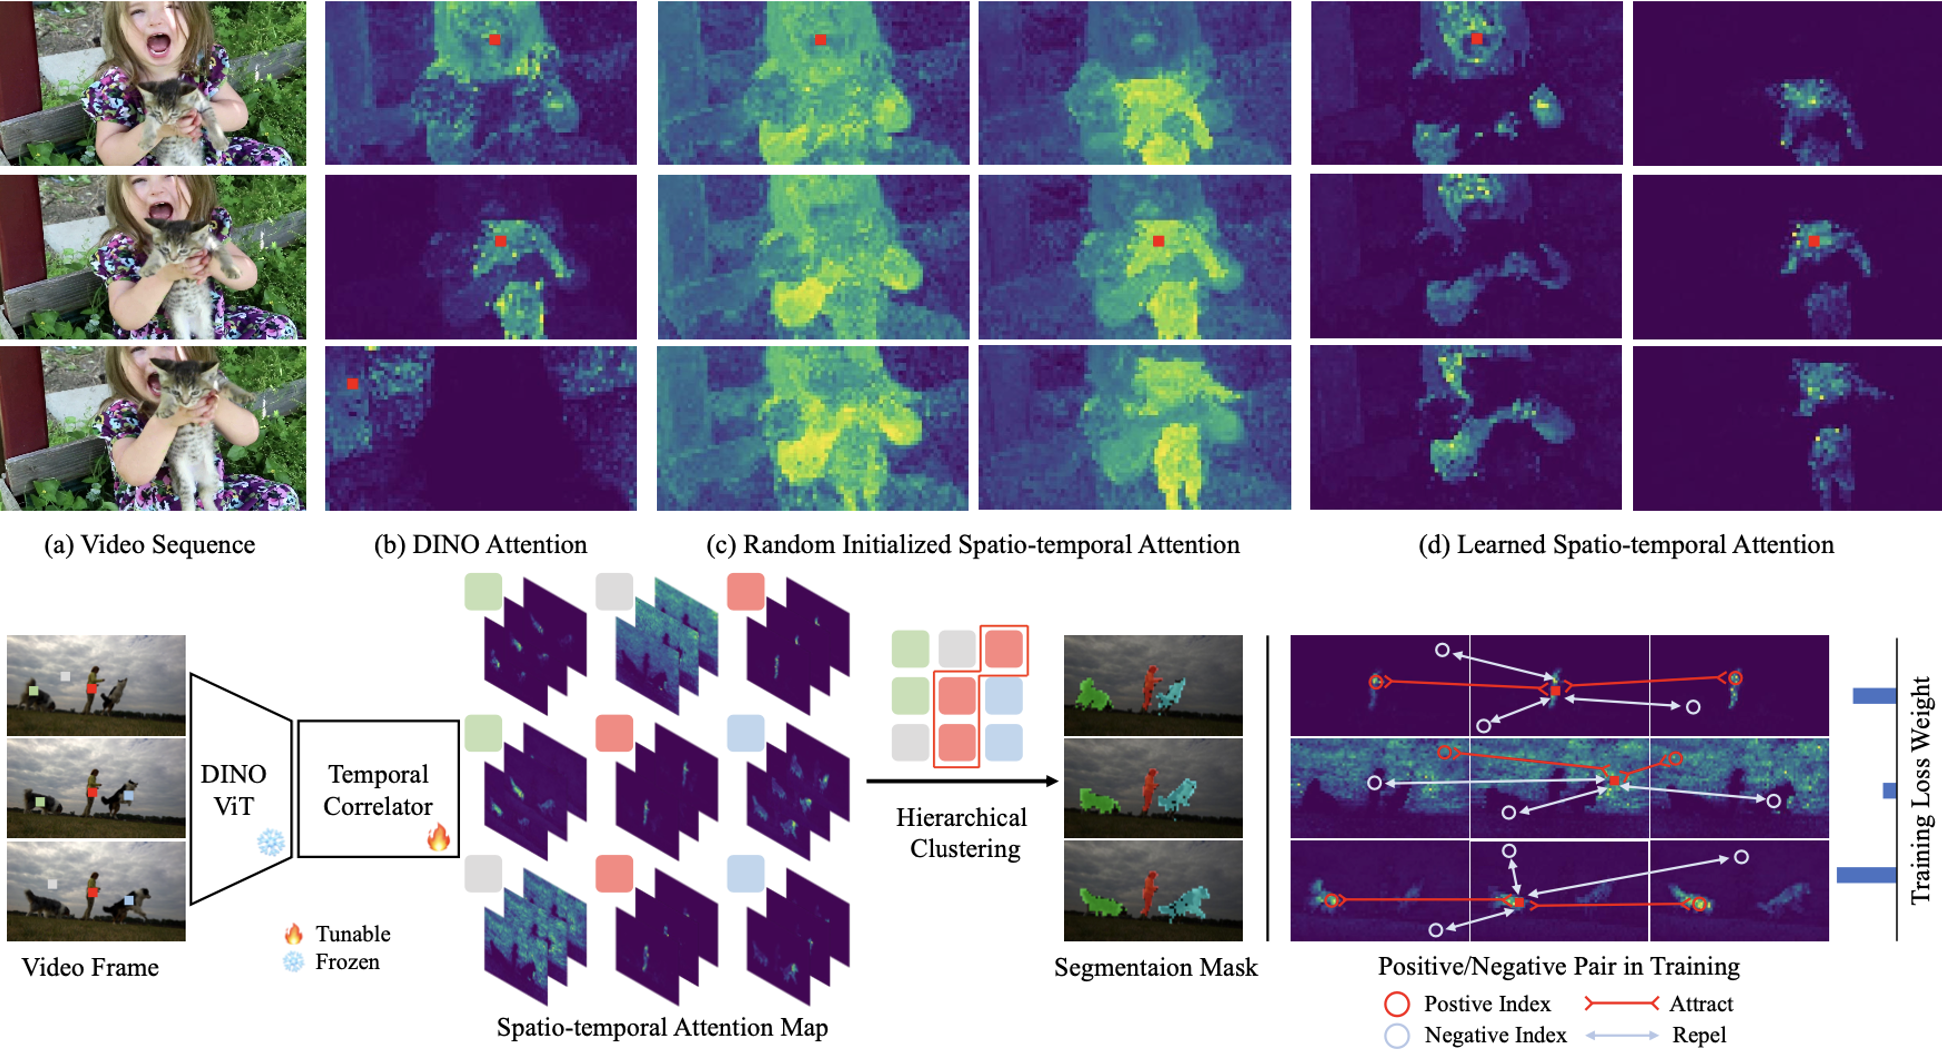 (a) Video Sequence
(b) DINO Attention
(c) Random Initialized Spatio-temporal Attention
(d) Learned Spatio-temporal Attention
DINO
ViT
Temporal
Correlator
Tunable
Frozen
Video Frame
Spatio-temporal Attention Map
Hierarchical
Clustering
Segmentaion Mask
Positive/Negative Pair in Training
Postive Index
Attract
Negative Index
Repel
Training Loss Weight